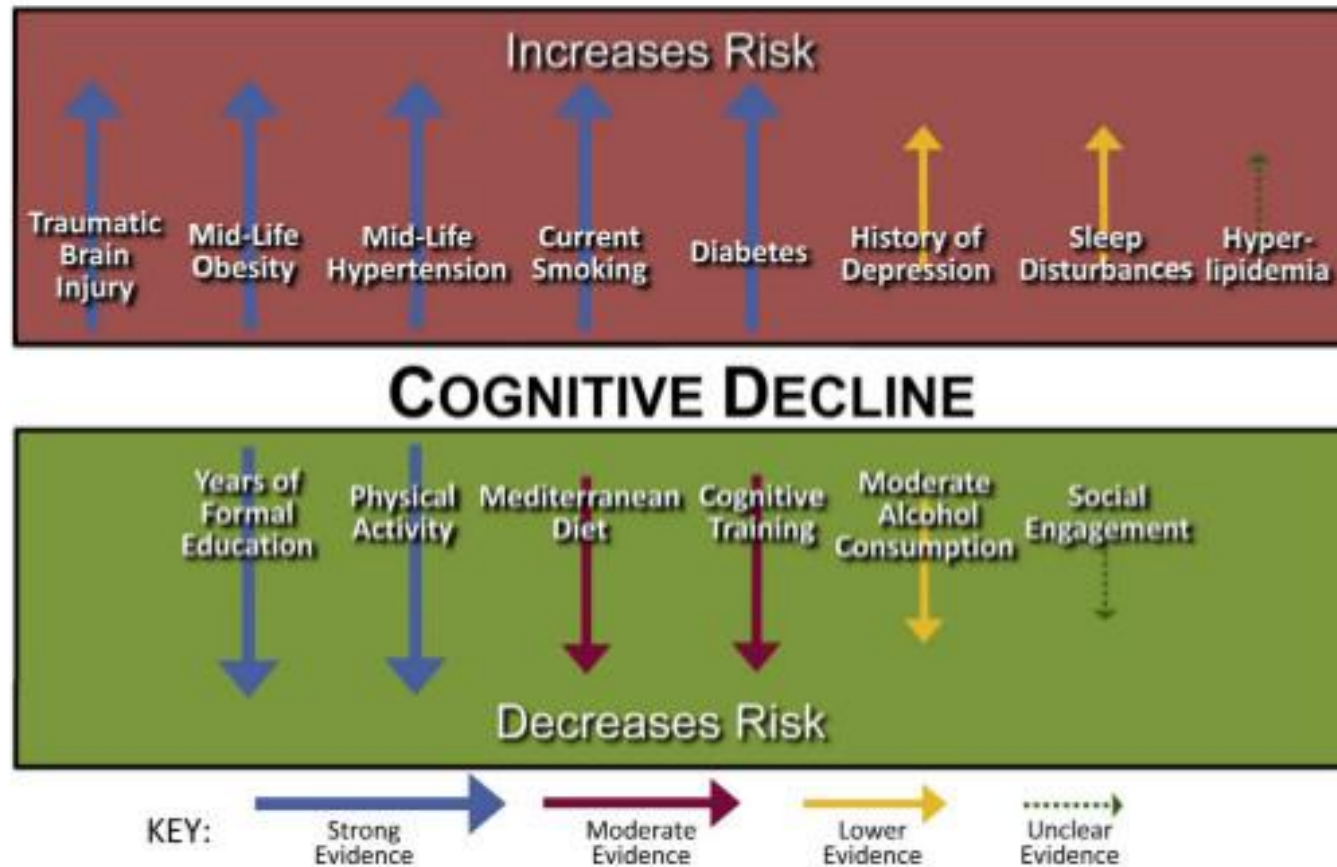 Increases Risk
Traumatic
Brain
Injury
Mid-Life
Obesity
Mid-Life
Hypertension
Current
Smoking
Diabetes
History of
Depression
Sleep
Disturbances
Hyper-
lipidemia
COGNITIVE DECLINE
Years of
Formal
Education
Physical
Activity
Mediterranean
Diet
Cognitive
Training
Moderate
Alcohol
Consumption
Social
Engagement
Decreases Risk
KEY:
Strong
Evidence
Moderate
Evidence
Lower
Evidence
Unclear
Evidence